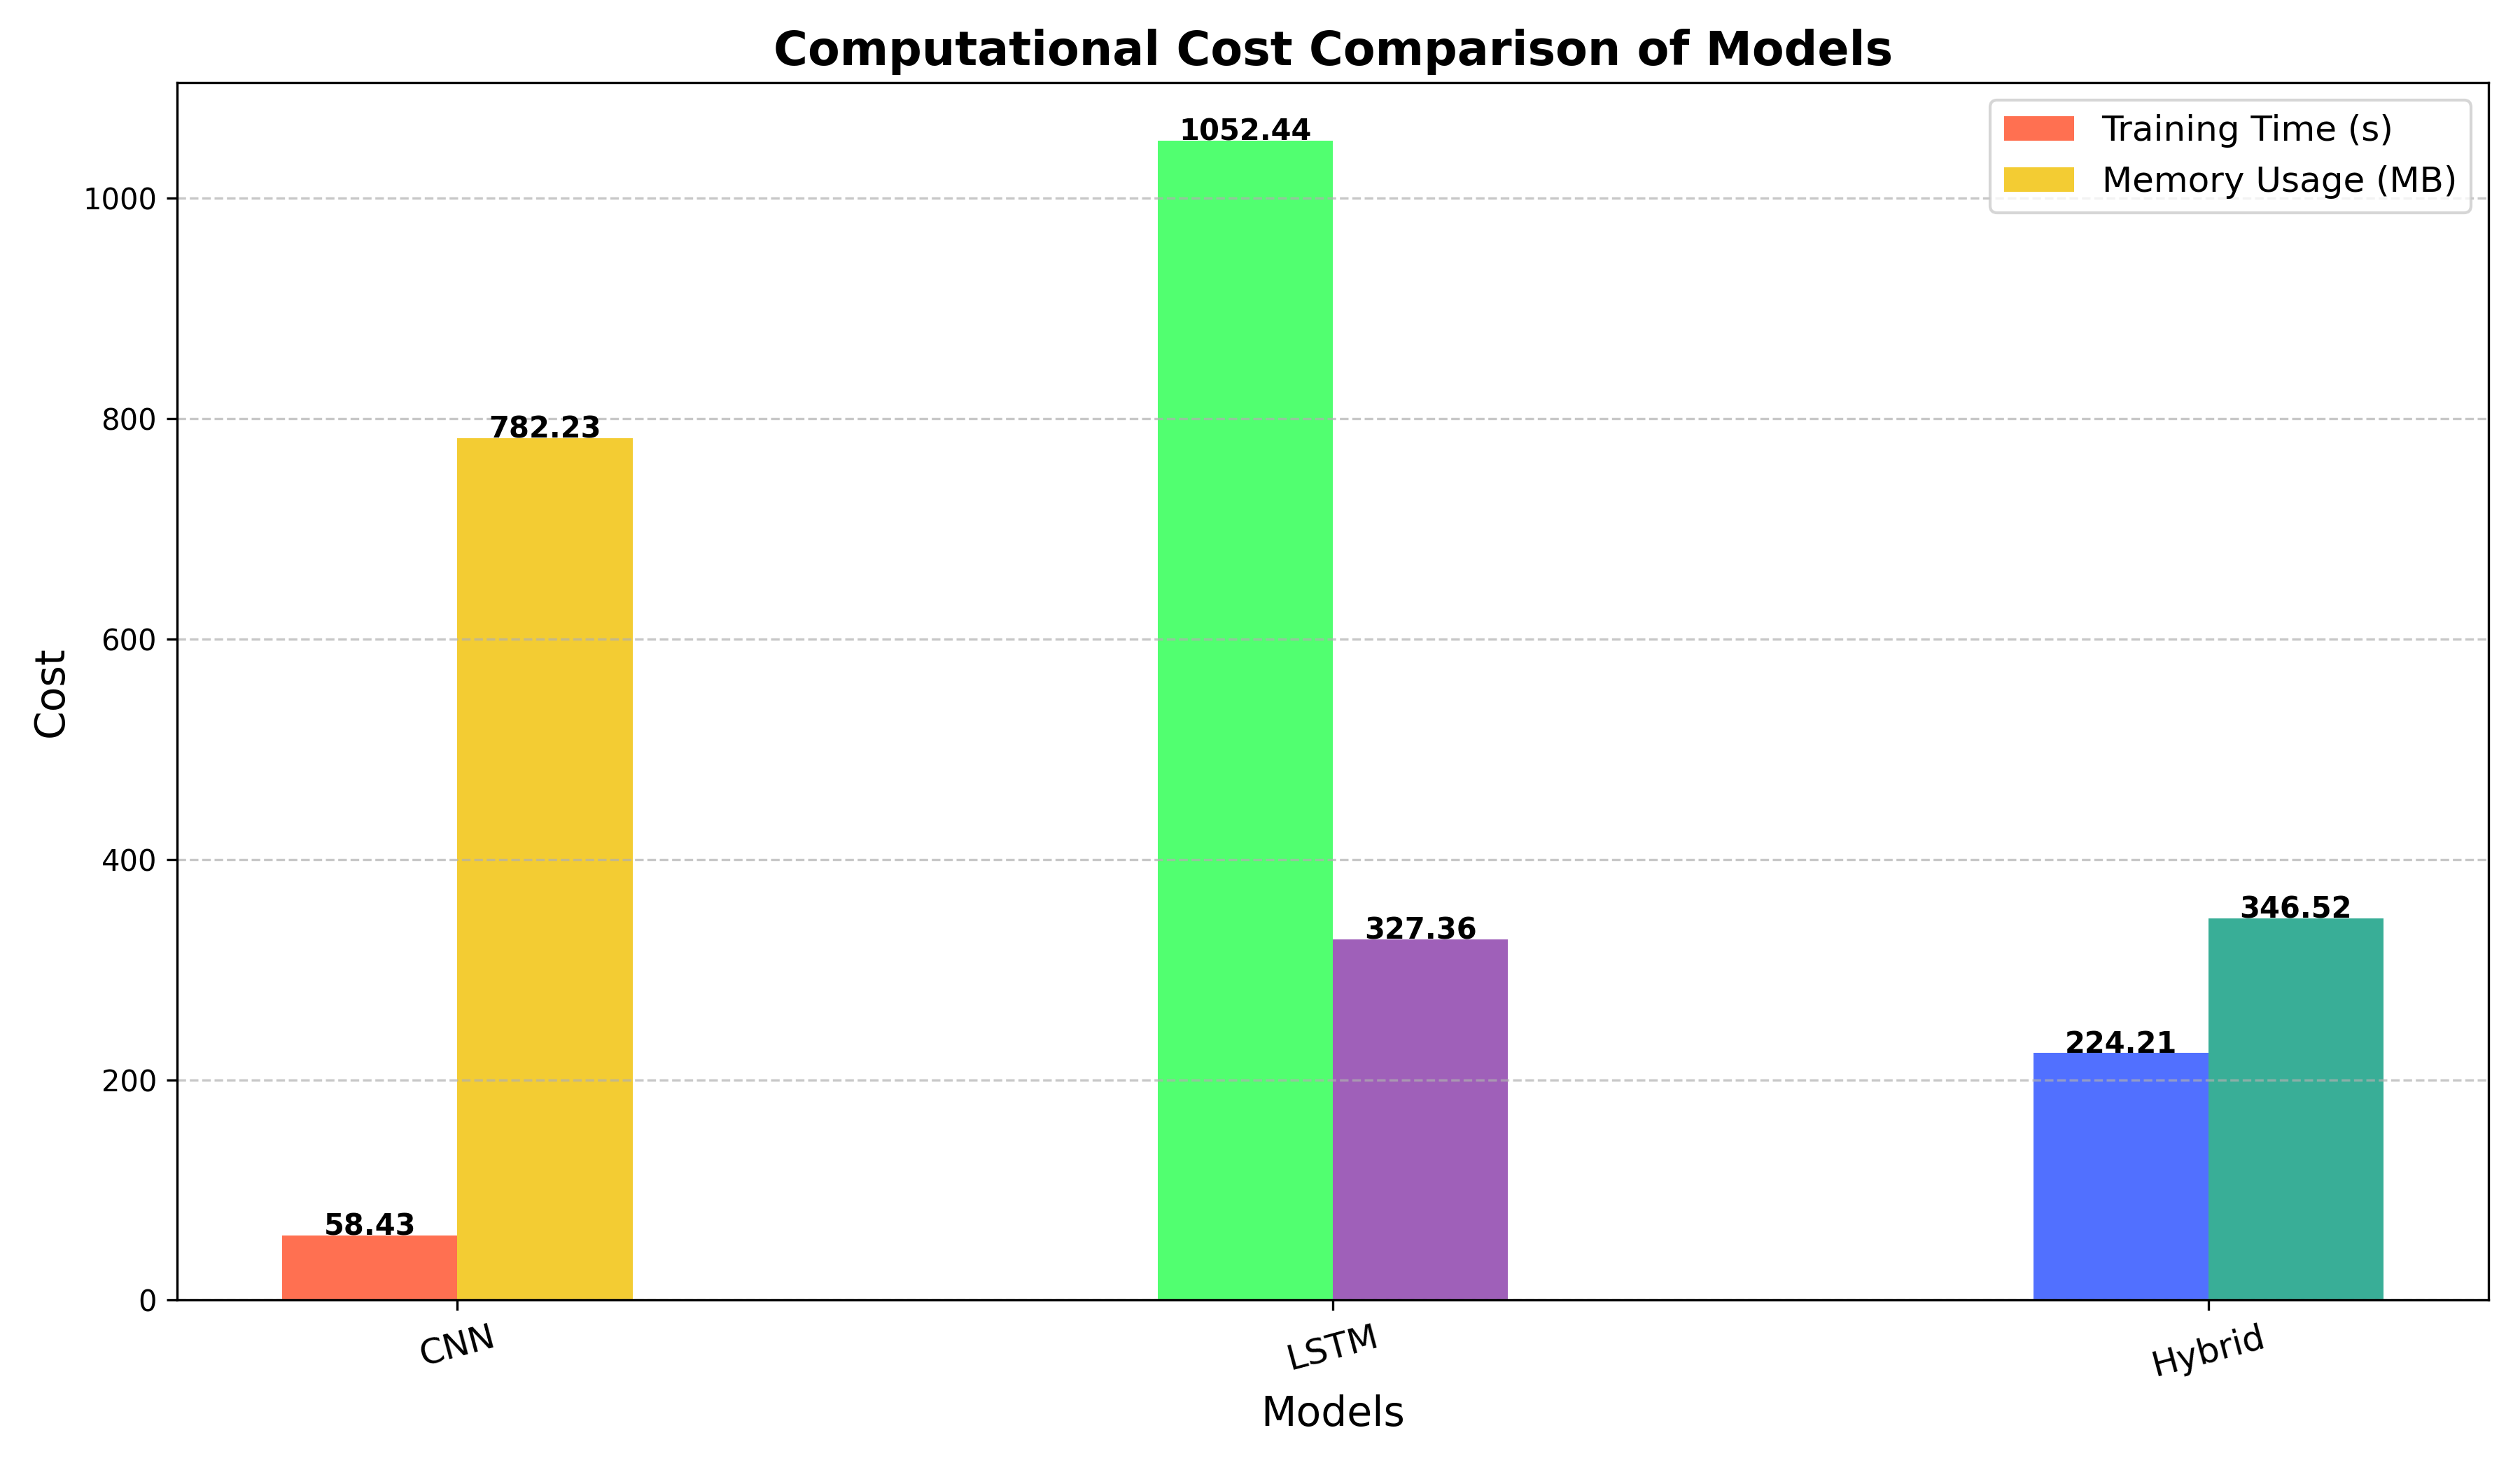 Computational Cost Comparison of Models
Training Time (s)
Memory Usage (MB)
Cost
1000
800
600
400
200
0
58.43
782.23
1052.44
327.36
224.21
346.52
CNN
LSTM
Hybrid
Models